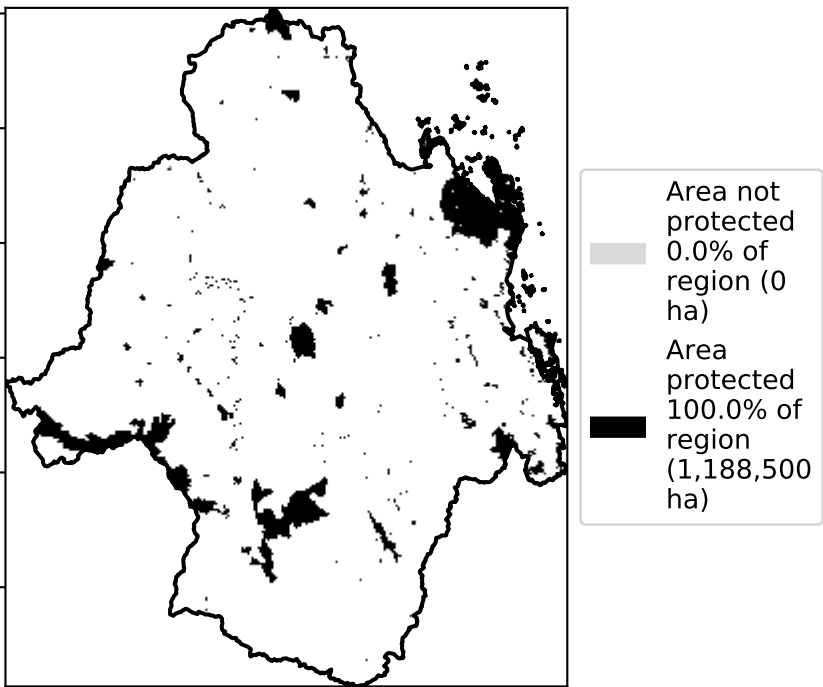 Area not
protected
0.0% of
region (0
ha)
Area
protected
100.0% of
region
(1,188,500
ha)